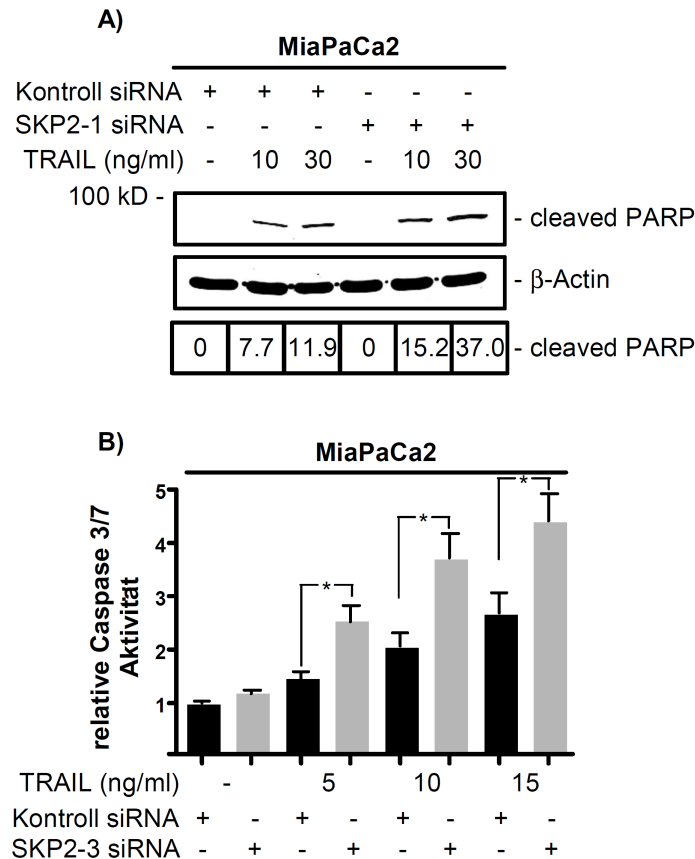 A)
MiaPaCa2
Kontroll siRNA + + + - - -
SKP2-1 siRNA - - - + + +
TRAIL (ng/ml) - 10 30 - 10 30
100 kD -
- cleaved PARP
- β-Actin
0 7.7 11.9 0 15.2 37.0 - cleaved PARP
B)
MiaPaCa2
relative Caspase 3/7
Aktivität
5
4
3
2
1
* * *
TRAIL (ng/ml) - 5 10 15
Kontroll siRNA + - + - + - + -
SKP2-3 siRNA - + - + - + - +